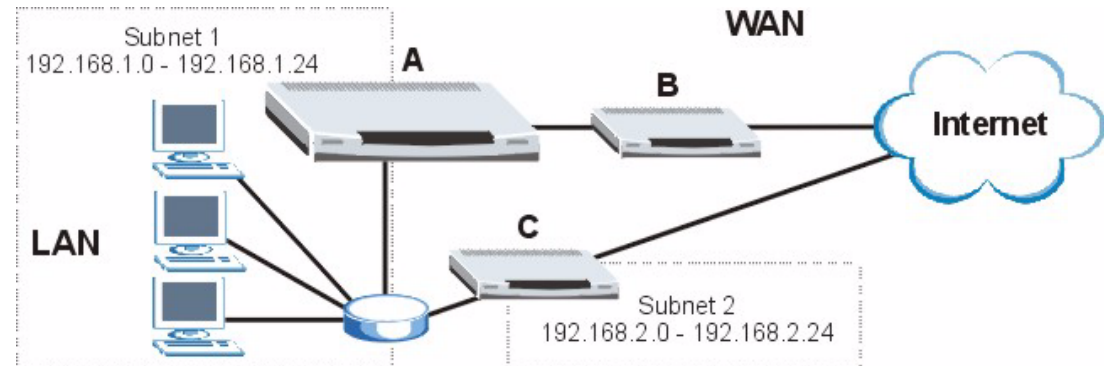 Subnet 1
192.168.1.0 - 192.168.1.24
A
WAN
B
Internet
LAN
C
Subnet 2
192.168.2.0 - 192.168.2.24